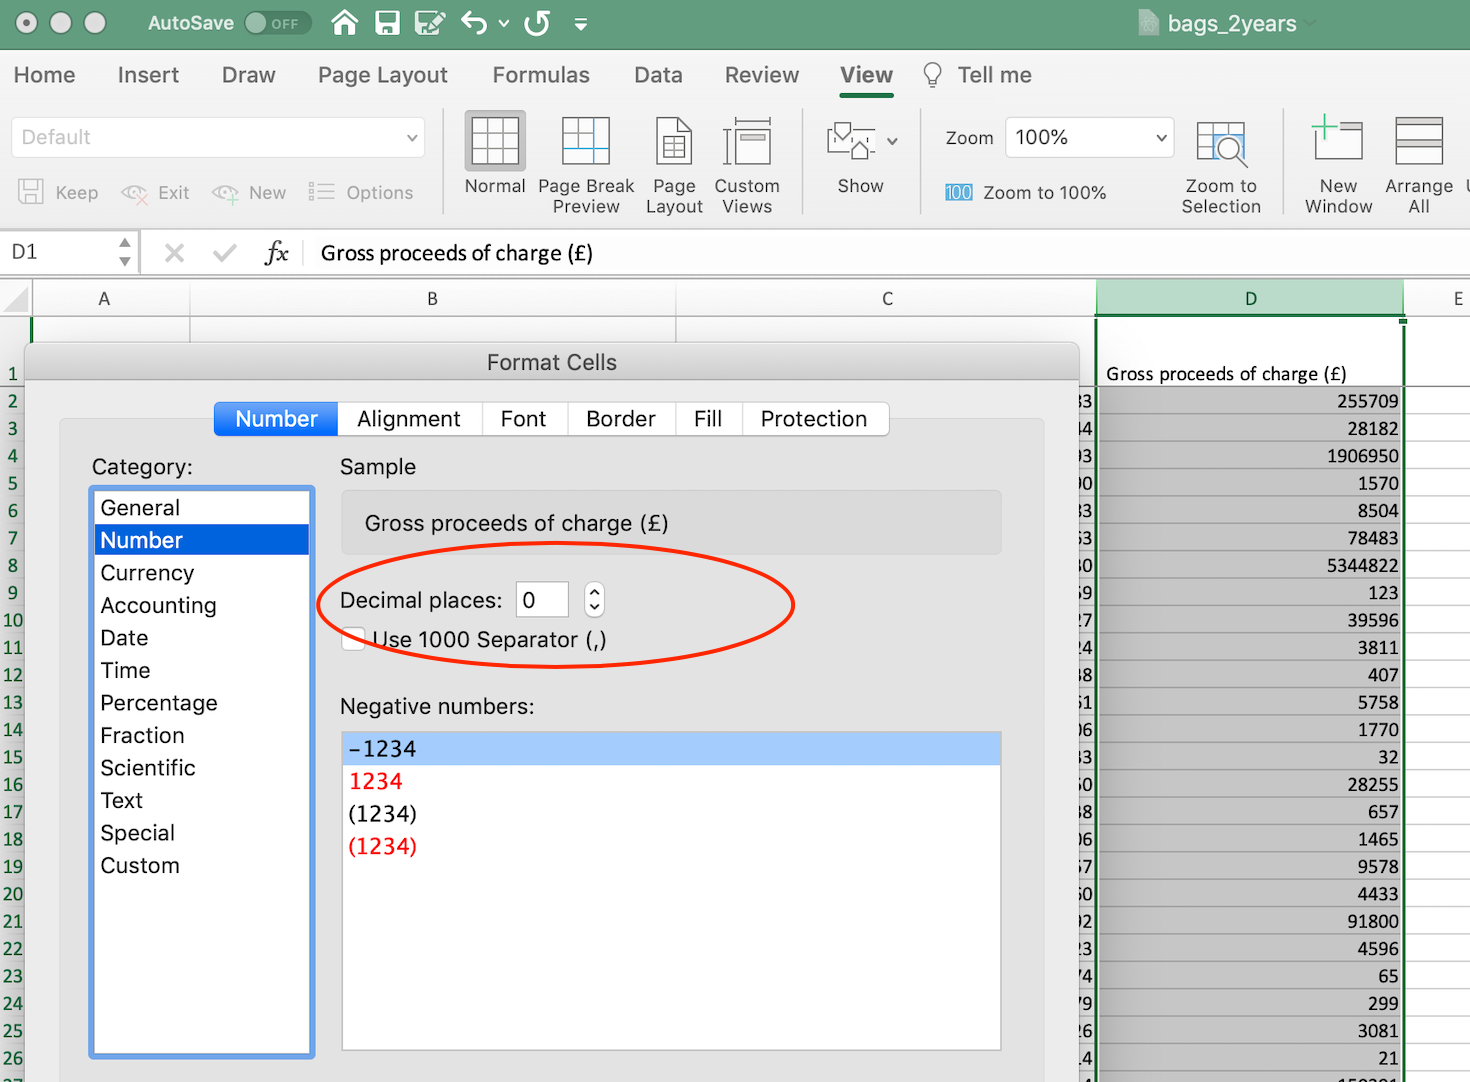 AutoSave OFF bags_2years
Home Insert Draw Page Layout Formulas Data Review View Tell me
Default
Keep Exit New Options
Normal Page Break Preview Page Layout Custom Views
Show
Zoom 100%
100 Zoom to 100%
Zoom to Selection
New Window
Arrange All
D1 fx Gross proceeds of charge (£)
A B C D E
1 Gross proceeds of charge (£)
Format Cells
Number Alignment Font Border Fill Protection
Category:
General
Number
Currency
Accounting
Date
Time
Percentage
Fraction
Scientific
Text
Special
Custom
Sample
Gross proceeds of charge (£)
Decimal places: 0
Use 1000 Separator (,)
Negative numbers:
-1234
1234
(1234)
(1234)
2 255709
3 28182
4 1906950
5 1570
6 8504
7 78483
8 5344822
9 123
10 39596
11 3811
12 407
13 5758
14 1770
15 32
16 28255
17 657
18 1465
19 9578
20 4433
21 91800
22 4596
23 65
24 299
25 3081
26 21